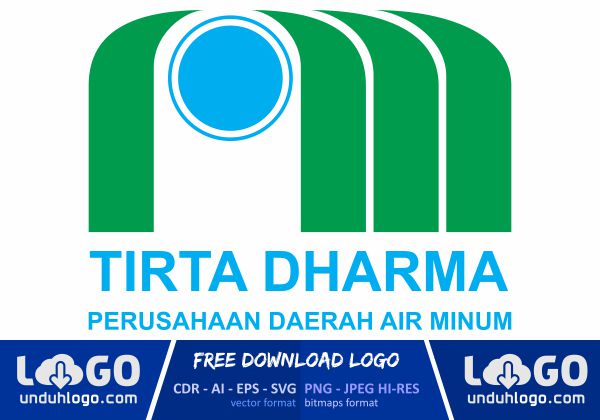 TIRTA DHARMA
PERUSAHAAN DAERAH AIR MINUM
LOGO
unduhlogo.com
FREE DOWNLOAD LOGO
CDR - AI - EPS - SVG
vector format
PNG - JPEG HI-RES
bitmaps format
LOGO
unduhlogo.com